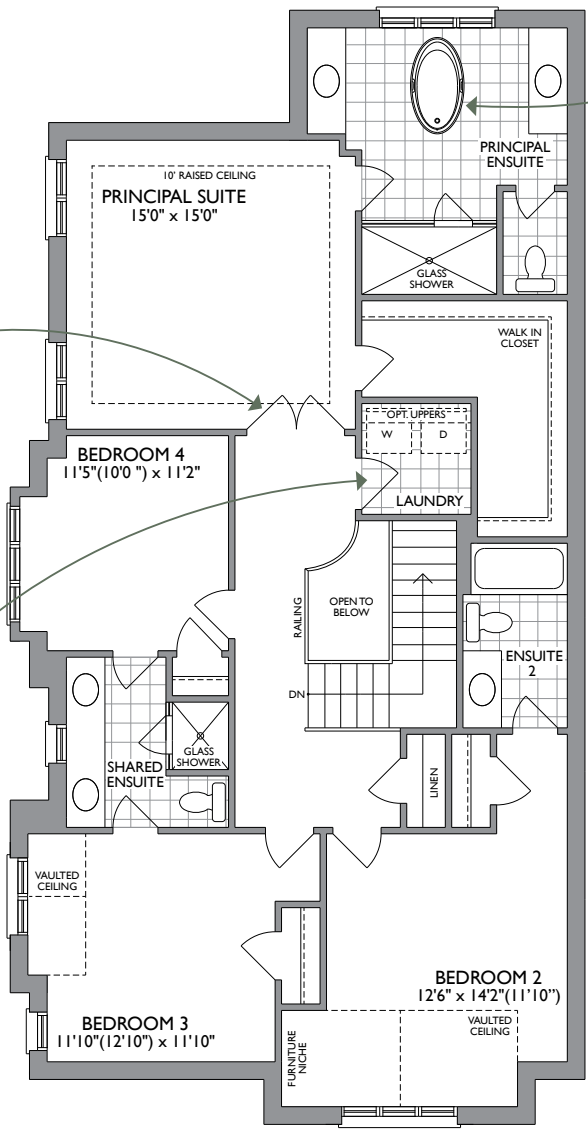 PRINCIPAL
ENSUITE
10' RAISED CEILING
PRINCIPAL SUITE
15'0" x 15'0"
GLASS
SHOWER
WALK IN
CLOSET
OPT. UPPERS
W
D
LAUNDRY
BEDROOM 4
11'5"(10'0 ") x 11'2"
RAILING
OPEN TO
BELOW
ENSUITE
2
DN
GLASS
SHOWER
SHARED
ENSUITE
LINEN
VAULTED
CEILING
BEDROOM 2
12'6" x 14'2"(11'10")
BEDROOM 3
11'10"(12'10") x 11'10"
VAULTED
CEILING
FURNITURE
NICHE